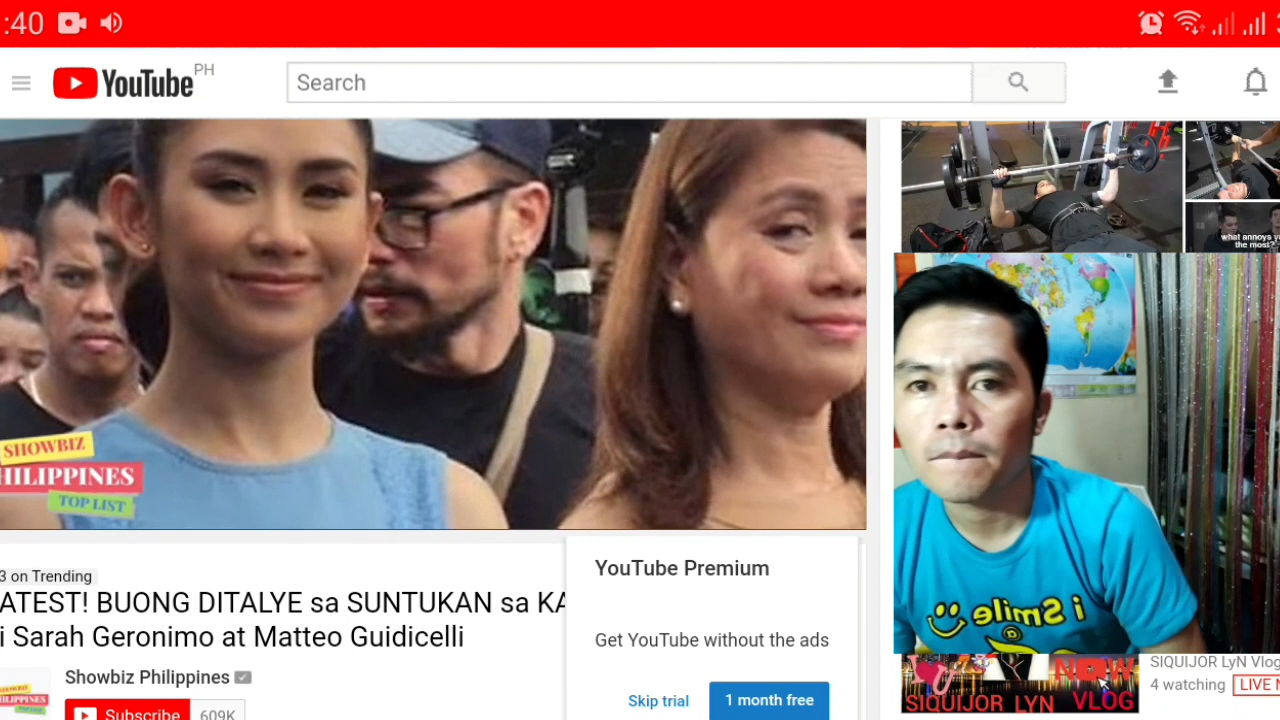 :40
YouTube PH
Search
what annoys y
the most?
SHOWBIZ
HILIPPINES
TOP LIST
i Smile
@
3 on Trending
ATEST! BUONG DITALYE sa SUNTUKAN sa KA
i Sarah Geronimo at Matteo Guidicelli
Showbiz Philippines
Subscribe 609K
YouTube Premium
Get YouTube without the ads
Skip trial
1 month free
SIQUIJOR LYN VLOG
SIQUIJOR LyN Vlog
4 watching LIVE N